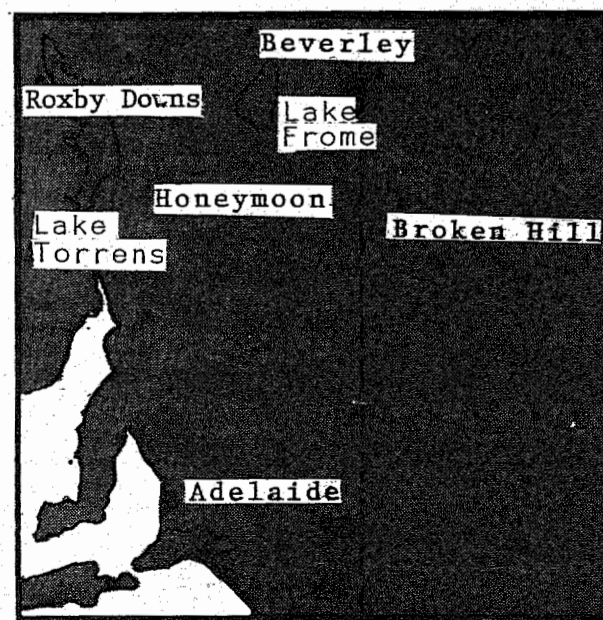 Beverley
Roxby Downs
Lake
Frome
Honeymoon
Lake
Torrens
Broken Hill
Adelaide